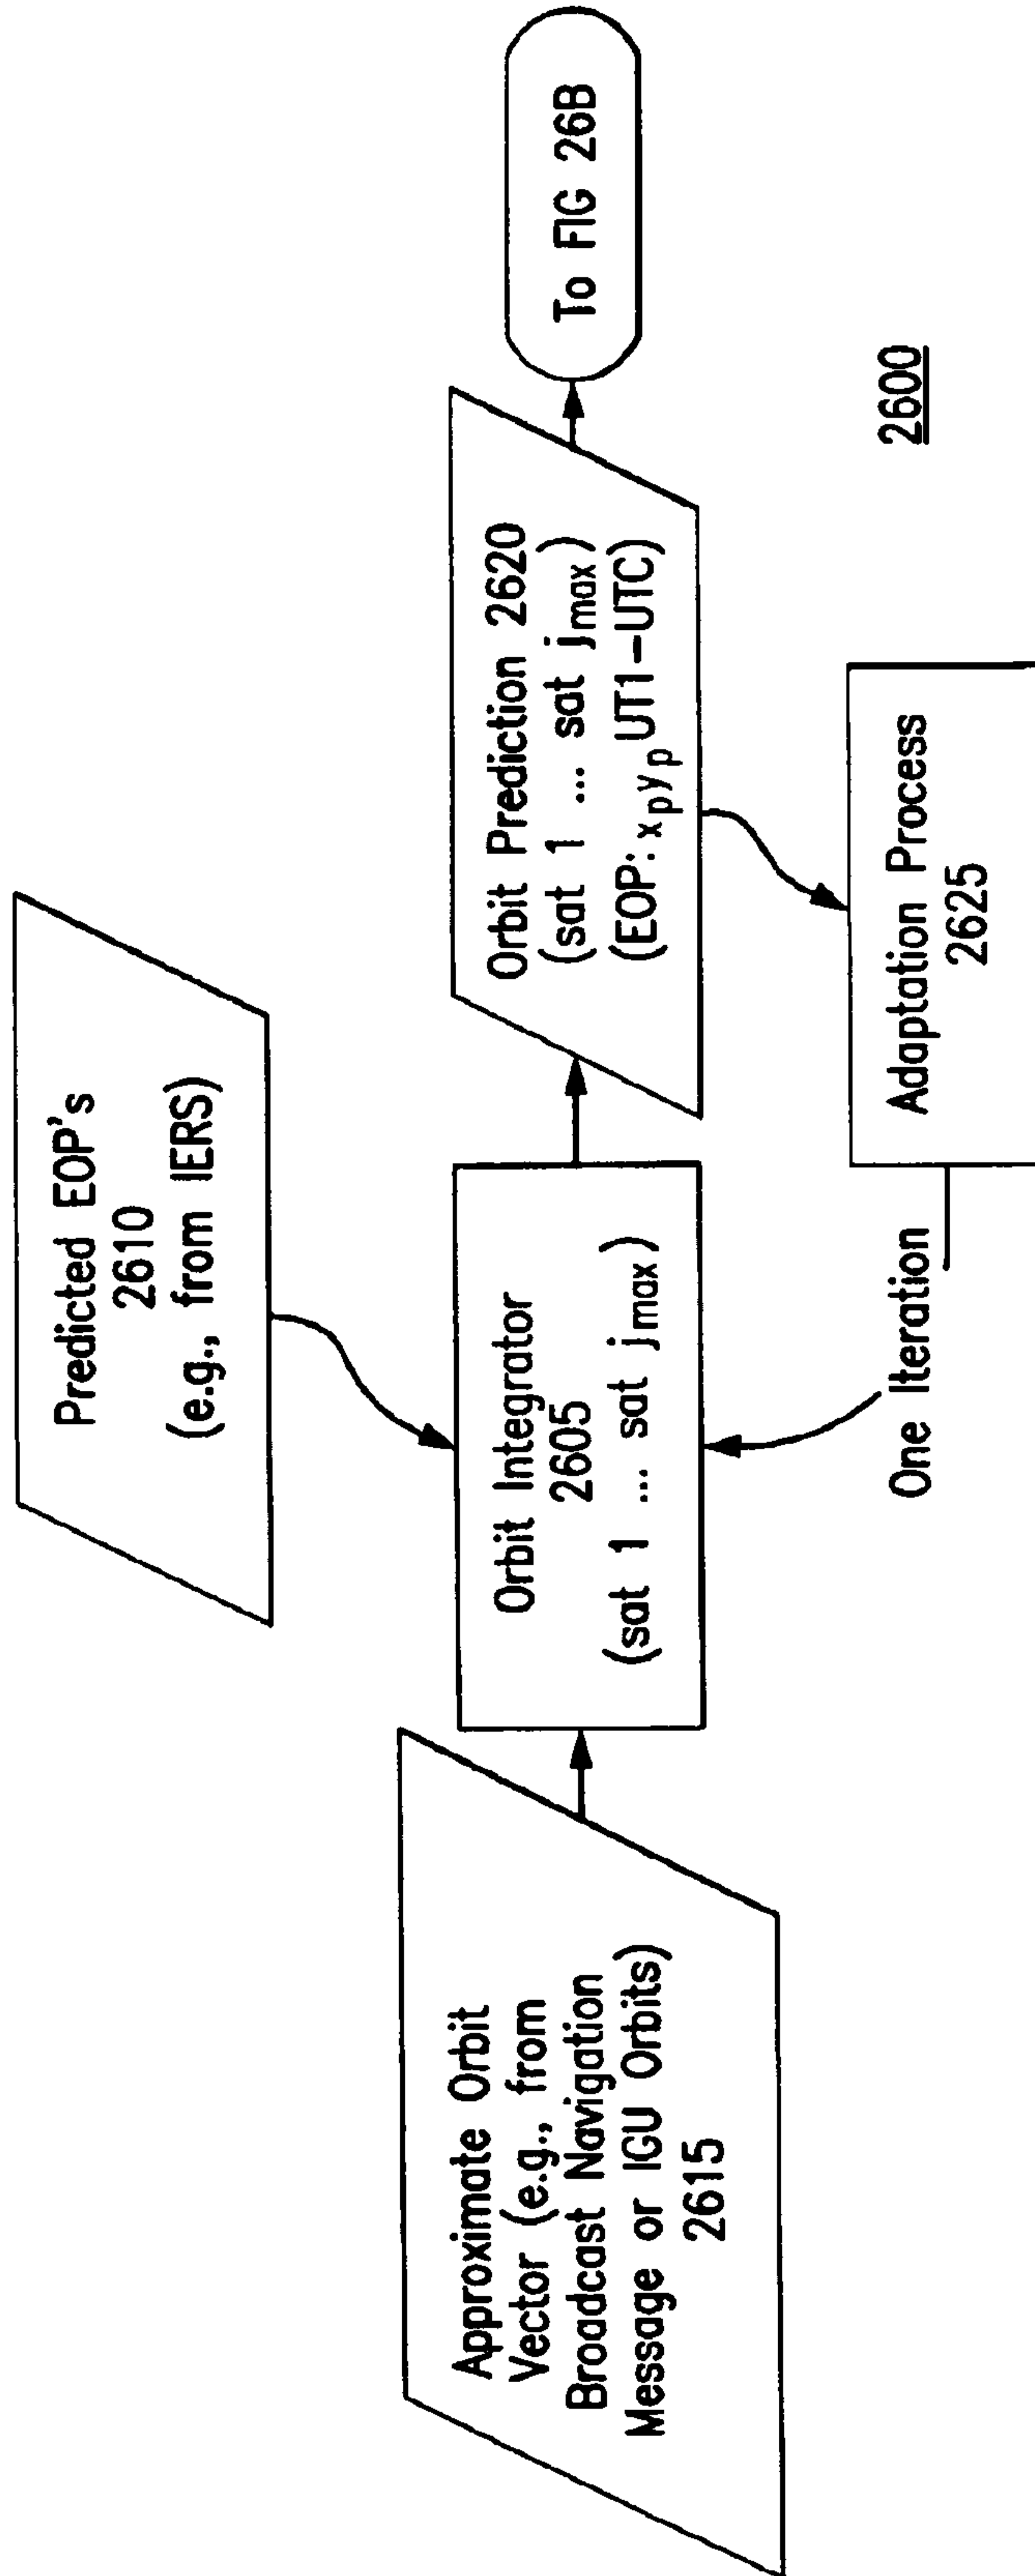 Predicted EOP's
2610
(e.g., from IERS)
Approximate Orbit
Vector (e.g., from
Broadcast Navigation
Message or IGU Orbits)
2615
Orbit Integrator
2605
(sat 1 ... sat jmax)
Orbit Prediction 2620
(sat 1 ... sat jmax)
(EOP: xpyp UT1-UTC)
To FIG 26B
One Iteration
Adaptation Process
2625
2600